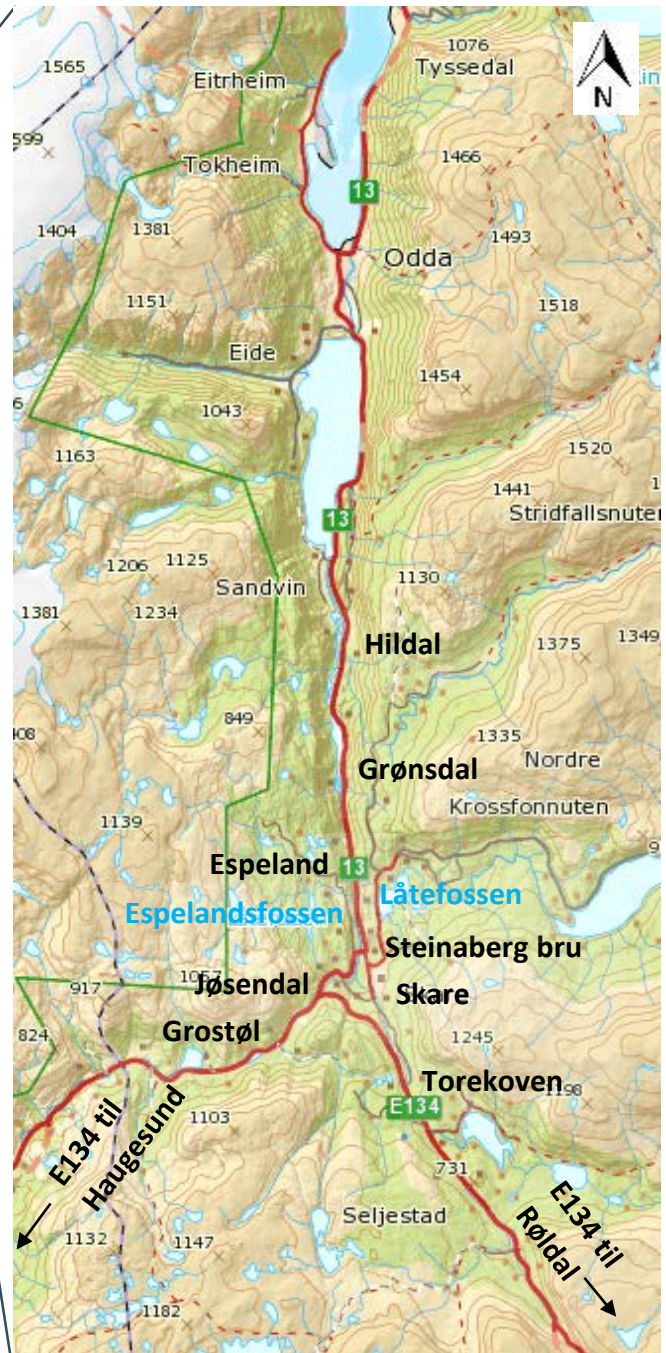 1565
Eitrheim
1076
Tyssedal
N
599
Tokheim
13
1466
1404
1381
1493
Odda
1151
1518
Eide
1454
1043
1163
1520
1441
13
Stridfallsnuten
1206
1125
Sandvin
1130
1381
1234
Hildal
1375
1349
849
408
1335
Nordre
Grønsdal
Krossfonnuten
1139
Espeland
13
Låtefossen
Espelandsfossen
Steinaberg bru
1057
917
Jøsendal
Skare
824
Grostøl
1245
Torekoven
1198
1103
E134
E134 til
Haugesund
731
Seljestad
E134 til
Røldal
1132
1147
1182